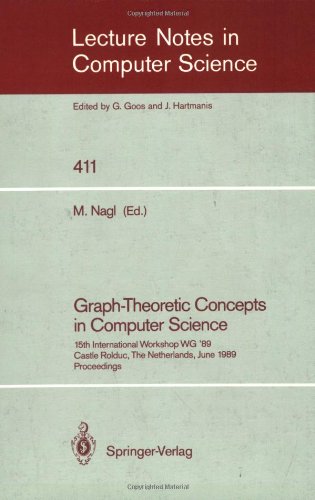 Lecture Notes in
Computer Science
Edited by G. Goos and J. Hartmanis
411
M. Nagl (Ed.)
Graph-Theoretic Concepts
in Computer Science
15th International Workshop WG '89
Castle Rolduc, The Netherlands, June 1989
Proceedings
Springer-Verlag